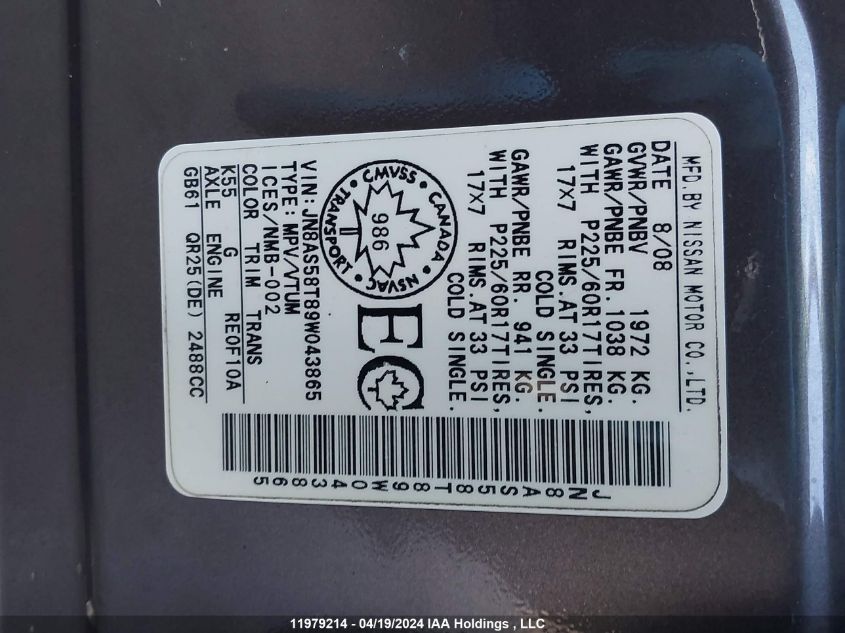 MFD.BY NISSAN MOTOR CO.,LTD.
DATE 8/08
GVWR/PNBV 1972 KG.
GAWR/PNBE FR.1038 KG.
WITH P225/60R17TIRES,
17X7 RIMS.AT 33 PSI
COLD SINGLE.
GAWR/PNBE RR. 941 KG
WITH P225/60R17TIRES,
17X7 RIMS.AT 33 PSI
COLD SINGLE.
CMVSS • CANADA • NSVAC • TRANSPORT •
986
EC
VIN:JN8AS58T89W043865
TYPE:MPV/VTUM
ICES/NMB-002
COLOR TRIM TRANS
K55 G RE0F10A
AXLE ENGINE
GB61 QR25(DE) 2488CC
JN8AS58T89W043865
11979214 - 04/19/2024 IAA Holdings , LLC